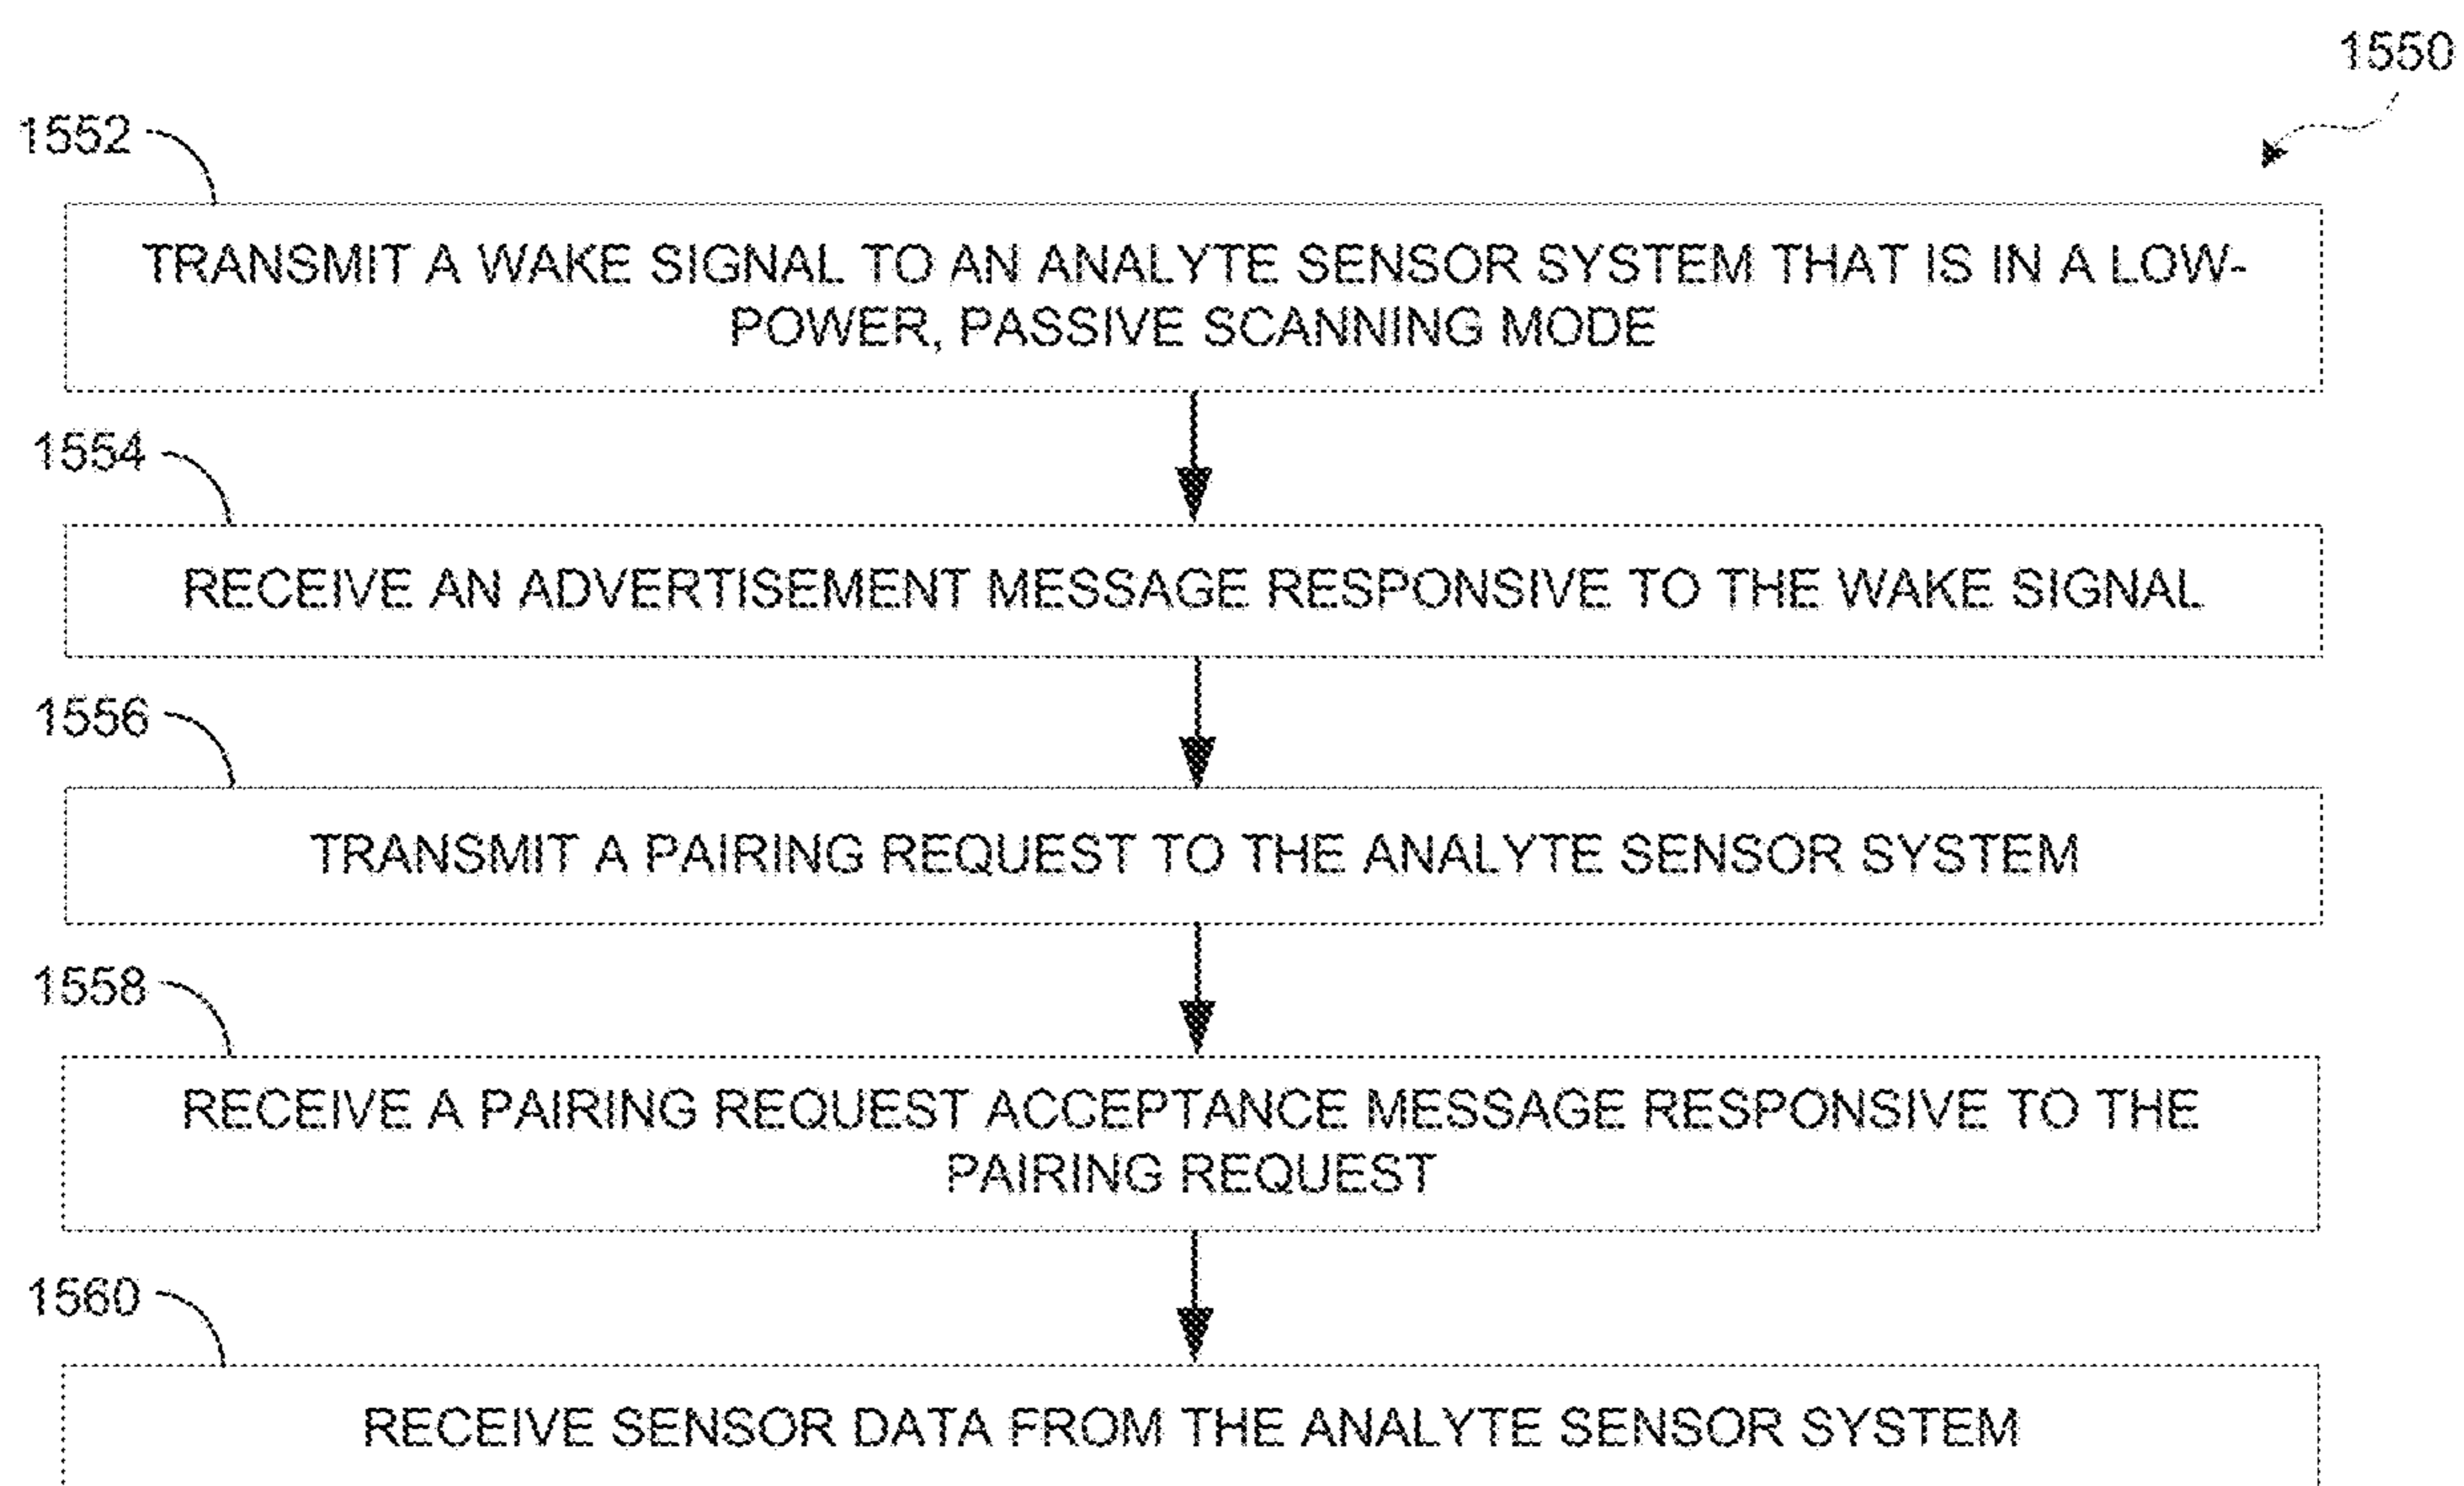 1550
1552
TRANSMIT A WAKE SIGNAL TO AN ANALYTE SENSOR SYSTEM THAT IS IN A LOW-
POWER, PASSIVE SCANNING MODE
1554
RECEIVE AN ADVERTISEMENT MESSAGE RESPONSIVE TO THE WAKE SIGNAL
1556
TRANSMIT A PAIRING REQUEST TO THE ANALYTE SENSOR SYSTEM
1558
RECEIVE A PAIRING REQUEST ACCEPTANCE MESSAGE RESPONSIVE TO THE
PAIRING REQUEST
1560
RECEIVE SENSOR DATA FROM THE ANALYTE SENSOR SYSTEM